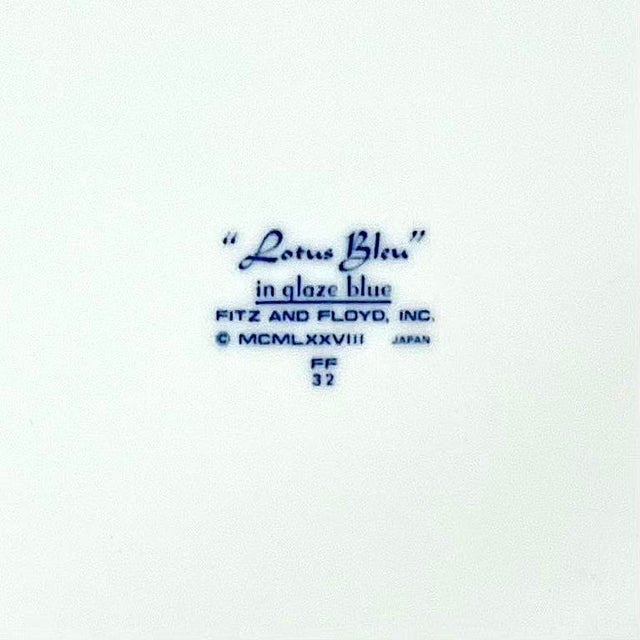 "Lotus Bleu"
in glaze blue
FITZ AND FLOYD, INC.
© MCMLXXVIII JAPAN
FF
32